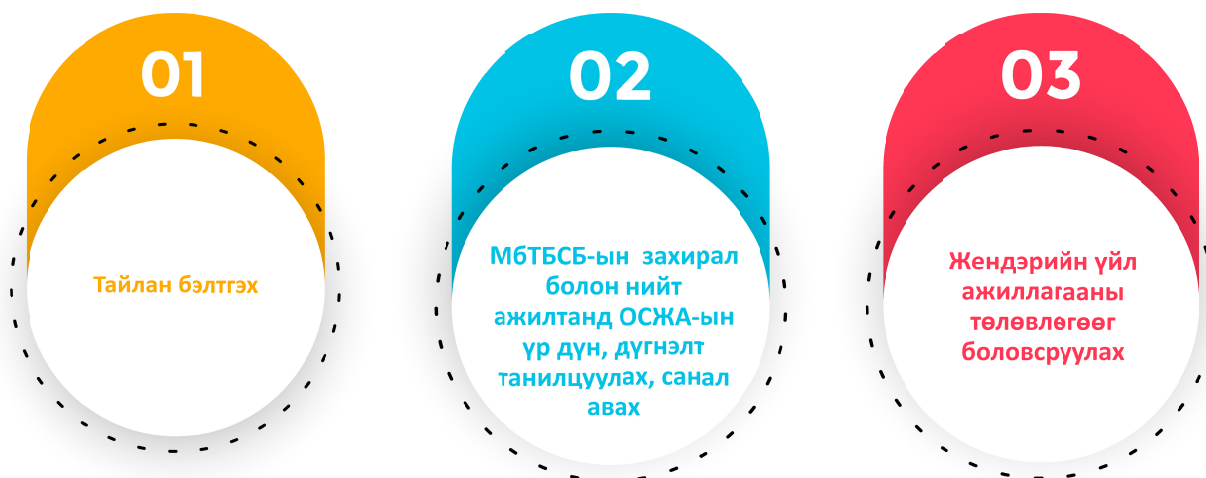 01
Тайлан бэлтгэх
02
МбТБСБ-ын захирал
болон нийт
ажилтанд ОСЖА-ын
үр дүн, дүгнэлт
танилцуулах, санал
авах
03
Жендэрийн үйл
ажиллагааны
төлөвлөгөөг
боловсруулах